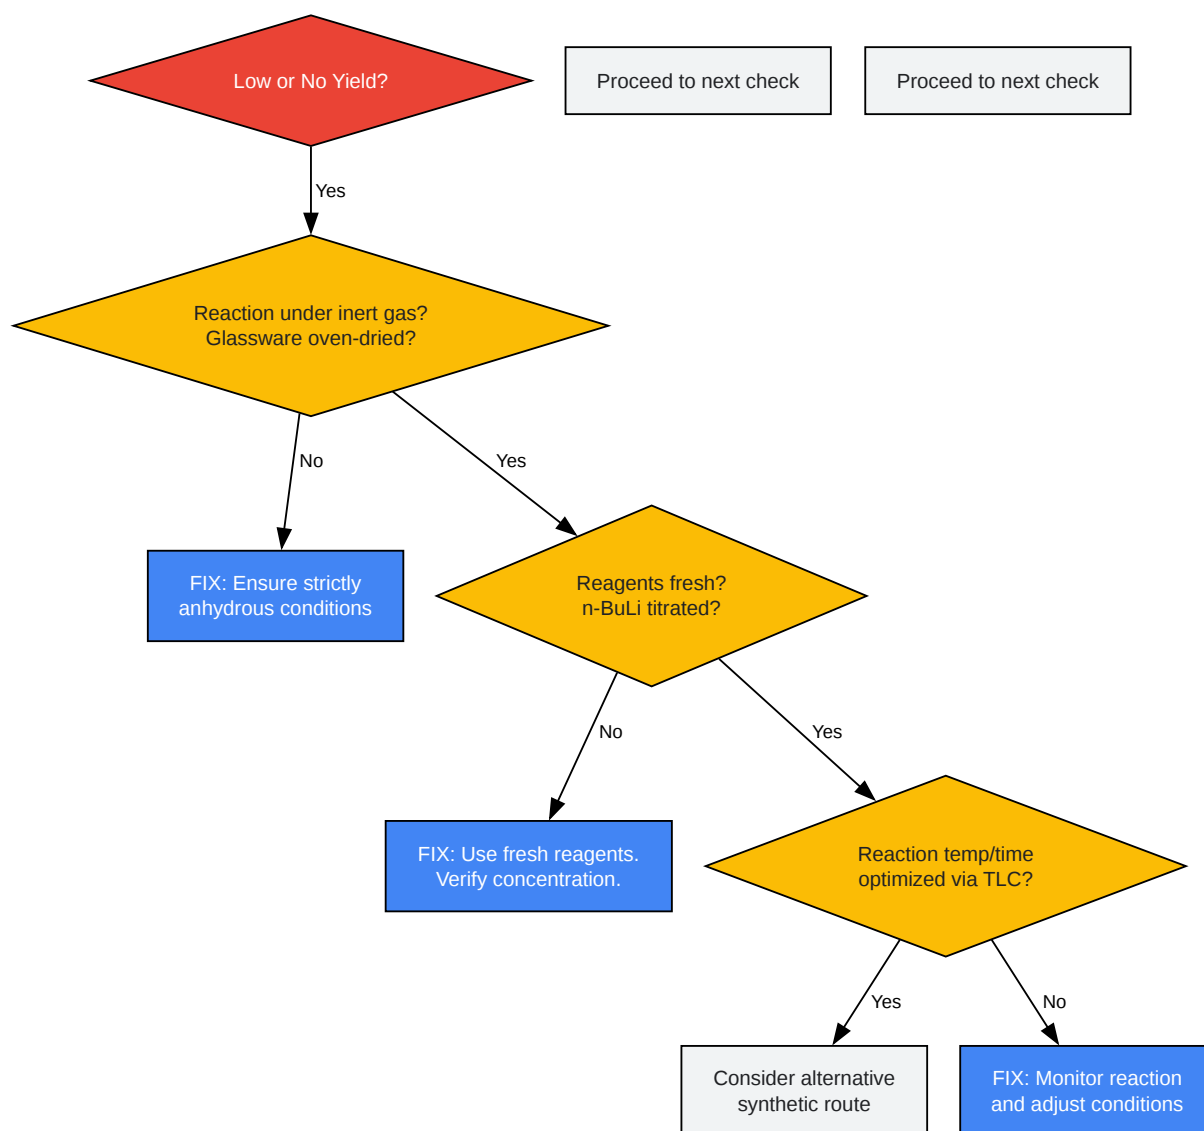 Low or No Yield?
Proceed to next check
Proceed to next check
Yes
Reaction under inert gas?
Glassware oven-dried?
No
Yes
FIX: Ensure strictly
anhydrous conditions
Reagents fresh?
n-BuLi titrated?
No
Yes
FIX: Use fresh reagents.
Verify concentration.
Reaction temp/time
optimized via TLC?
Yes
No
Consider alternative
synthetic route
FIX: Monitor reaction
and adjust conditions